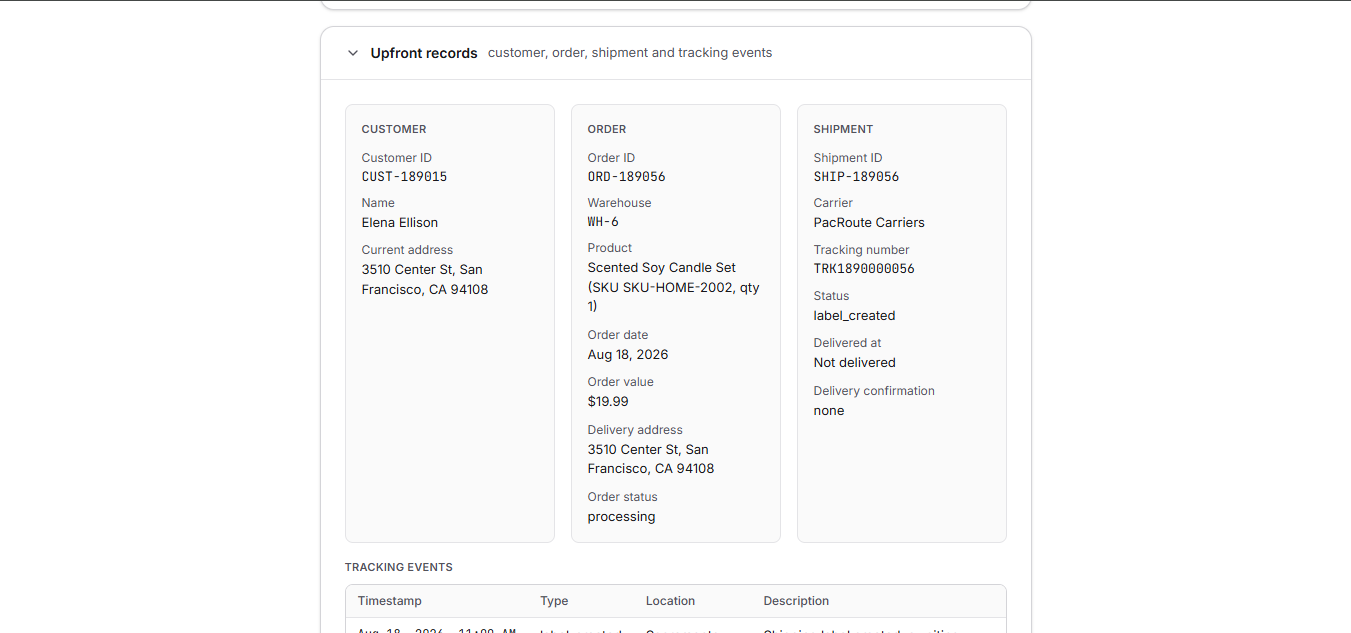 Upfront records customer, order, shipment and tracking events
CUSTOMER
Customer ID
CUST-189015
Name
Elena Ellison
Current address
3510 Center St, San
Francisco, CA 94108
ORDER
Order ID
ORD-189056
Warehouse
WH-6
Product
Scented Soy Candle Set
(SKU SKU-HOME-2002, qty
1)
Order date
Aug 18, 2026
Order value
$19.99
Delivery address
3510 Center St, San
Francisco, CA 94108
Order status
processing
SHIPMENT
Shipment ID
SHIP-189056
Carrier
PacRoute Carriers
Tracking number
TRK1890000056
Status
label_created
Delivered at
Not delivered
Delivery confirmation
none
TRACKING EVENTS
Timestamp Type Location Description